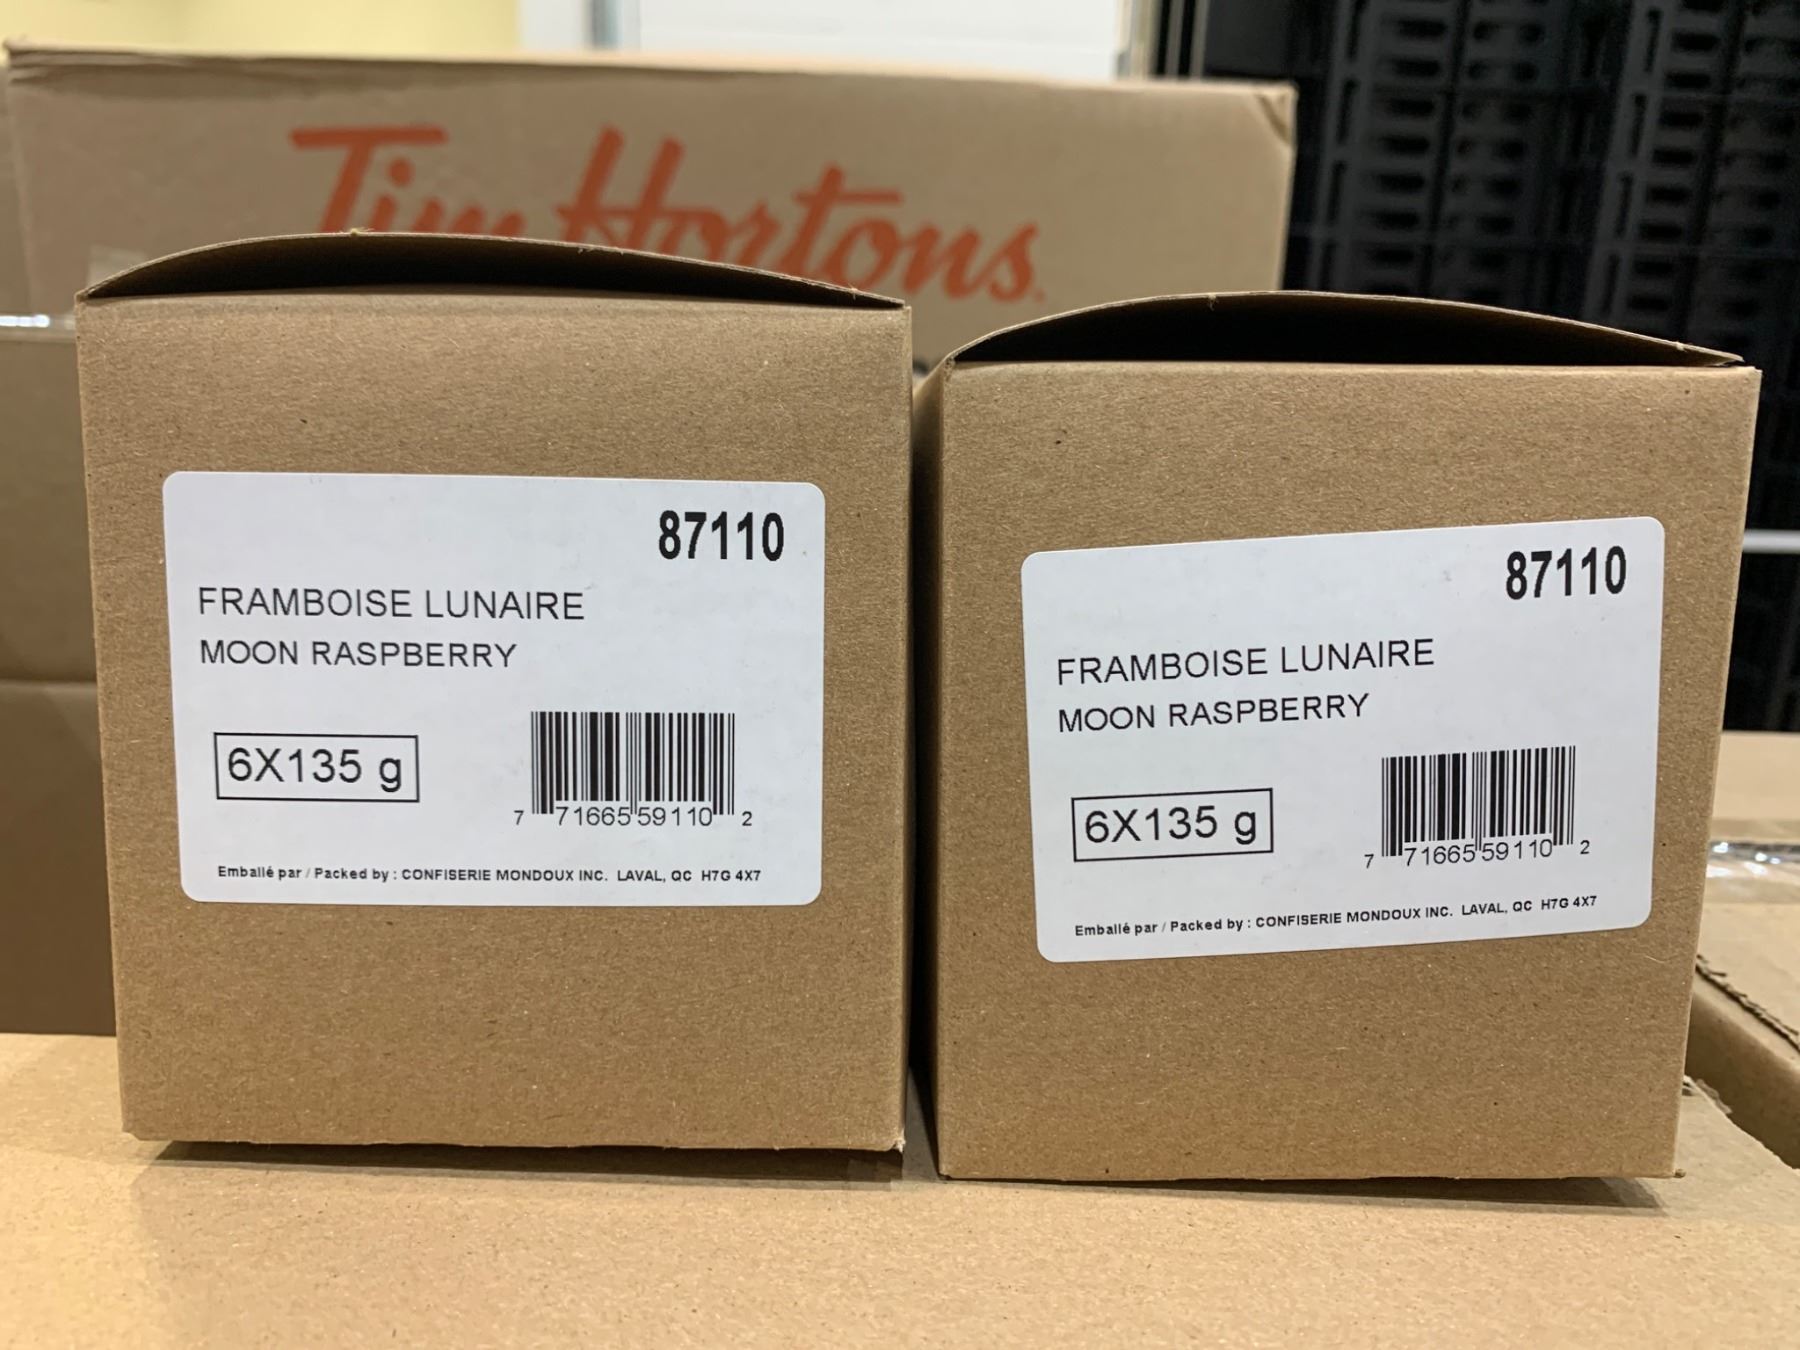 Tim Hortons
87110
FRAMBOISE LUNAIRE
MOON RASPBERRY
6X135 g
7 71665 59110 2
Emballé par / Packed by : CONFISERIE MONDOUX INC. LAVAL, QC H7G 4X7
87110
FRAMBOISE LUNAIRE
MOON RASPBERRY
6X135 g
7 71665 59110 2
Emballé par / Packed by : CONFISERIE MONDOUX INC. LAVAL, QC H7G 4X7